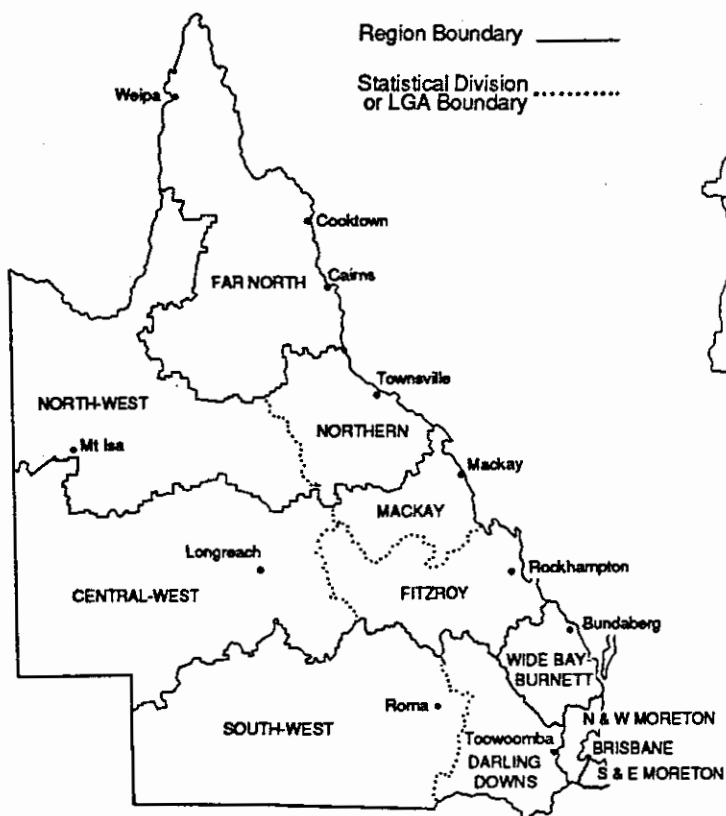 Region Boundary
Statistical Division
or LGA Boundary
Weipa
Cooktown
Cairns
FAR NORTH
Townsville
NORTH-WEST
NORTHERN
Mt Isa
Mackay
MACKAY
Longreach
Rockhampton
CENTRAL-WEST
FITZROY
Bundaberg
WIDE BAY-
BURNETT
Roma
N & W MORETON
SOUTH-WEST
Toowoomba
BRISBANE
DARLING
DOWNS
S & E MORETON